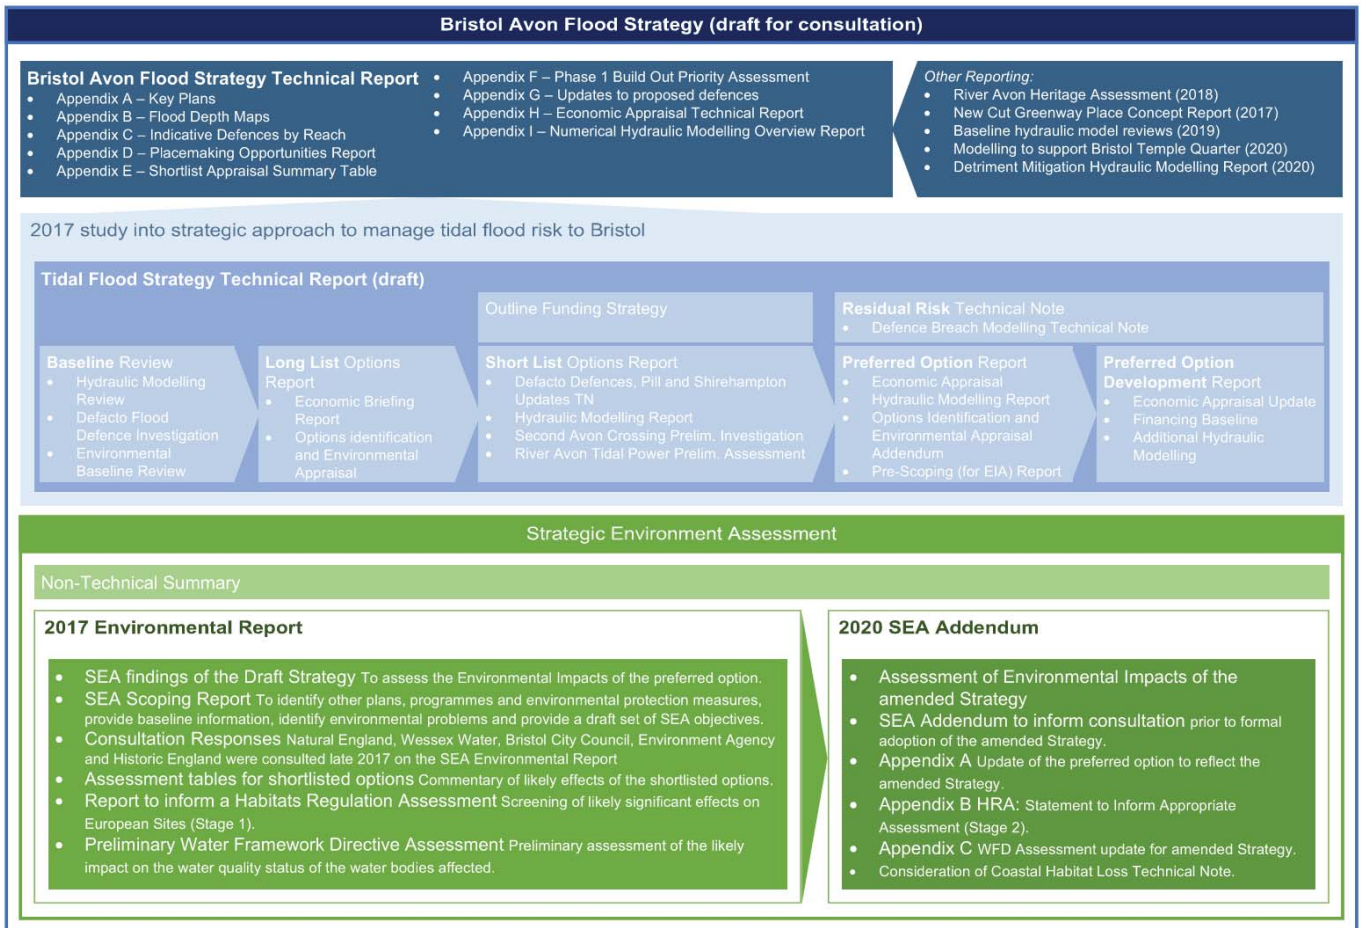 Bristol Avon Flood Strategy (draft for consultation)
Bristol Avon Flood Strategy Technical Report
• Appendix A – Key Plans
• Appendix B – Flood Depth Maps
• Appendix C – Indicative Defences by Reach
• Appendix D – Placemaking Opportunities Report
• Appendix E – Shortlist Appraisal Summary Table
• Appendix F – Phase 1 Build Out Priority Assessment
• Appendix G – Updates to proposed defences
• Appendix H – Economic Appraisal Technical Report
• Appendix I – Numerical Hydraulic Modelling Overview Report
Other Reporting:
• River Avon Heritage Assessment (2018)
• New Cut Greenway Place Concept Report (2017)
• Baseline hydraulic model reviews (2019)
• Modelling to support Bristol Temple Quarter (2020)
• Detriment Mitigation Hydraulic Modelling Report (2020)
2017 study into strategic approach to manage tidal flood risk to Bristol
Tidal Flood Strategy Technical Report (draft)
Outline Funding Strategy
Residual Risk Technical Note
• Defence Breach Modelling Technical Note
Baseline Review
• Hydraulic Modelling
Review
• Defacto Flood
Defence Investigation
• Environmental
Baseline Review
Long List Options
Report
• Economic Briefing
Report
• Options identification
and Environmental
Appraisal
Short List Options Report
• Defacto Defences, Pill and Shirehampton
Updates TN
• Hydraulic Modelling Report
• Second Avon Crossing Prelim. Investigation
• River Avon Tidal Power Prelim. Assessment
Preferred Option Report
• Economic Appraisal
• Hydraulic Modelling Report
• Options Identification and
Environmental Appraisal
Addendum
• Pre-Scoping (for EIA) Report
Preferred Option
Development Report
• Economic Appraisal Update
• Financing Baseline
• Additional Hydraulic
Modelling
Strategic Environment Assessment
Non-Technical Summary
2017 Environmental Report
• SEA findings of the Draft Strategy To assess the Environmental Impacts of the preferred option.
• SEA Scoping Report To identify other plans, programmes and environmental protection measures,
provide baseline information, identify environmental problems and provide a draft set of SEA objectives.
• Consultation Responses Natural England, Wessex Water, Bristol City Council, Environment Agency
and Historic England were consulted late 2017 on the SEA Environmental Report
• Assessment tables for shortlisted options Commentary of likely effects of the shortlisted options.
• Report to inform a Habitats Regulation Assessment Screening of likely significant effects on
European Sites (Stage 1).
• Preliminary Water Framework Directive Assessment Preliminary assessment of the likely
impact on the water quality status of the water bodies affected.
2020 SEA Addendum
• Assessment of Environmental Impacts of the
amended Strategy
• SEA Addendum to inform consultation prior to formal
adoption of the amended Strategy.
• Appendix A Update of the preferred option to reflect the
amended Strategy.
• Appendix B HRA: Statement to Inform Appropriate
Assessment (Stage 2).
• Appendix C WFD Assessment update for amended Strategy.
• Consideration of Coastal Habitat Loss Technical Note.